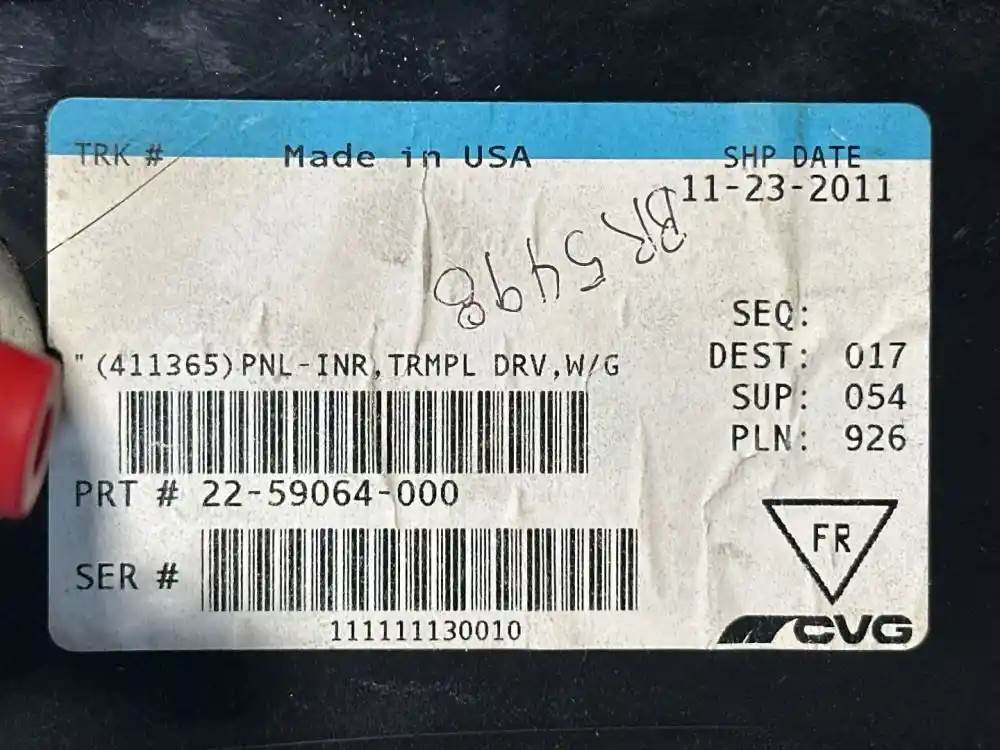 TRK #
Made in USA
SHP DATE
11-23-2011
BR5498
SEQ:
" (411365) PNL-INR, TRMPL DRV, W/G
DEST: 017
SUP: 054
PLN: 926
PRT # 22-59064-000
FR
SER #
111111130010
CVG